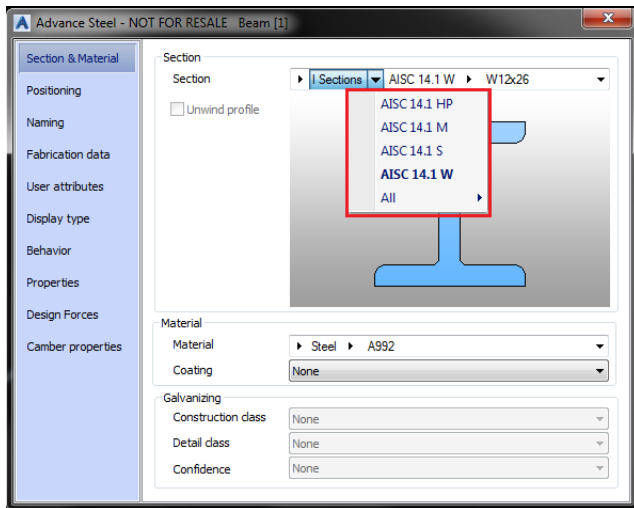 Advance Steel - NOT FOR RESALE Beam [1]
Section & Material
Positioning
Naming
Fabrication data
User attributes
Display type
Behavior
Properties
Design Forces
Camber properties
Section
Section I Sections AISC 14.1 W W12x26
Unwind profile
AISC 14.1 HP
AISC 14.1 M
AISC 14.1 S
AISC 14.1 W
All
Material
Material Steel A992
Coating None
Galvanizing
Construction class None
Detail class None
Confidence None